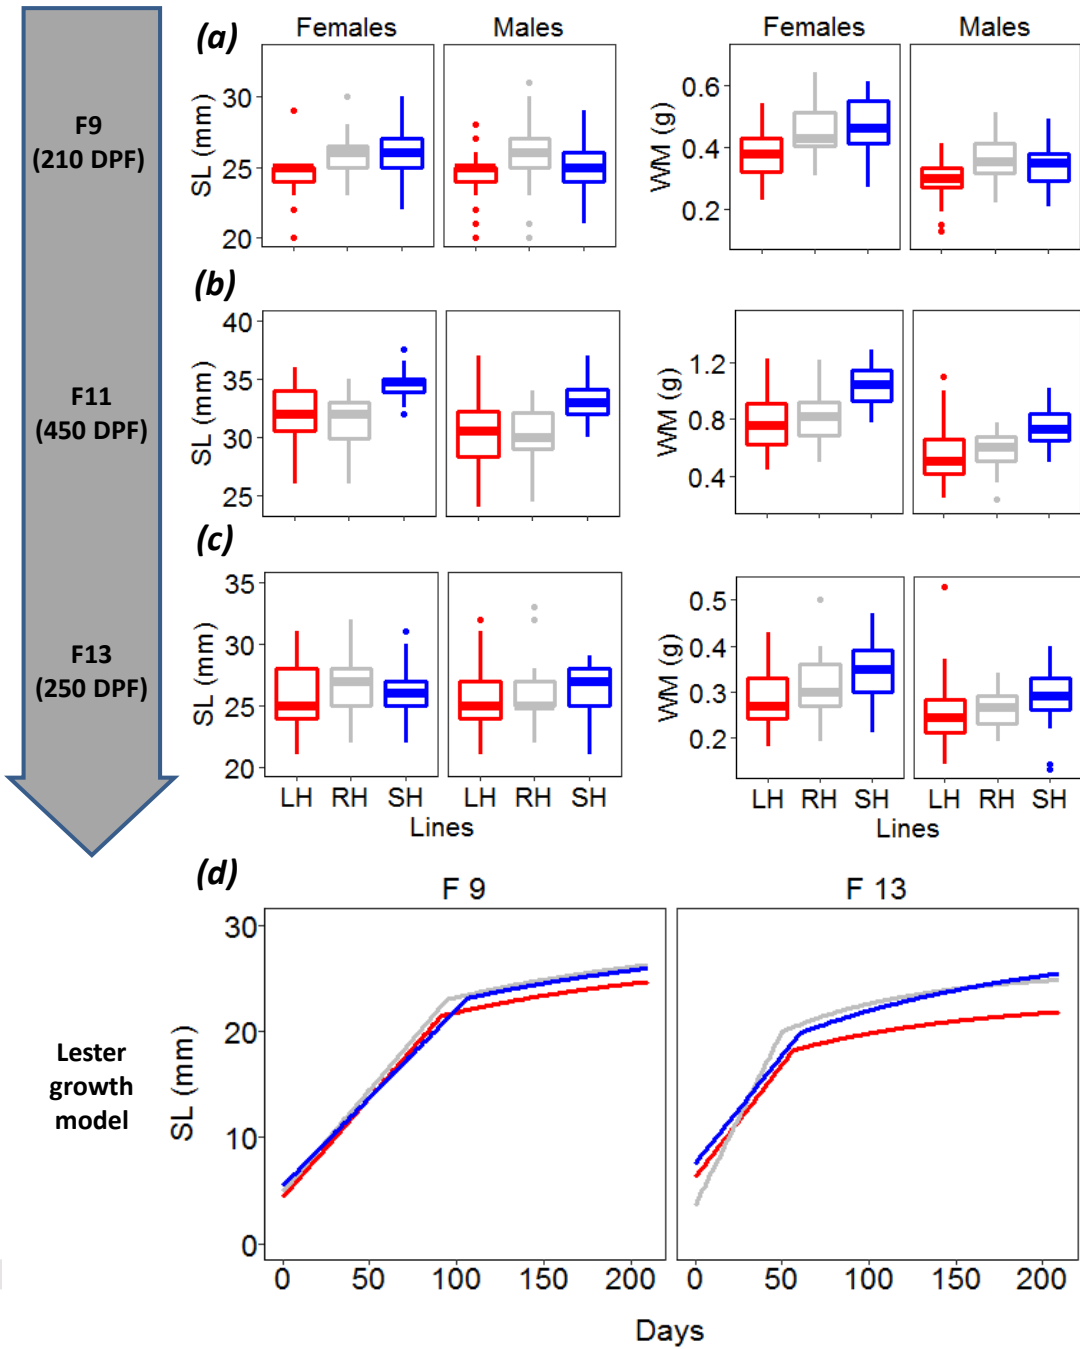 F9
(210 DPF)
F11
(450 DPF)
F13
(250 DPF)
Lester
growth
model
(a)
Females
Males
SL (mm)
30
25
20
Females
Males
WM (g)
0.6
0.4
0.2
(b)
SL (mm)
40
35
30
25
WM (g)
1.2
0.8
0.4
(c)
SL (mm)
35
30
25
20
LH RH SH
LH RH SH
Lines
WM (g)
0.5
0.4
0.3
0.2
LH RH SH
LH RH SH
Lines
(d)
F 9
F 13
SL (mm)
30
20
10
0
0 50 100 150 200
0 50 100 150 200
Days